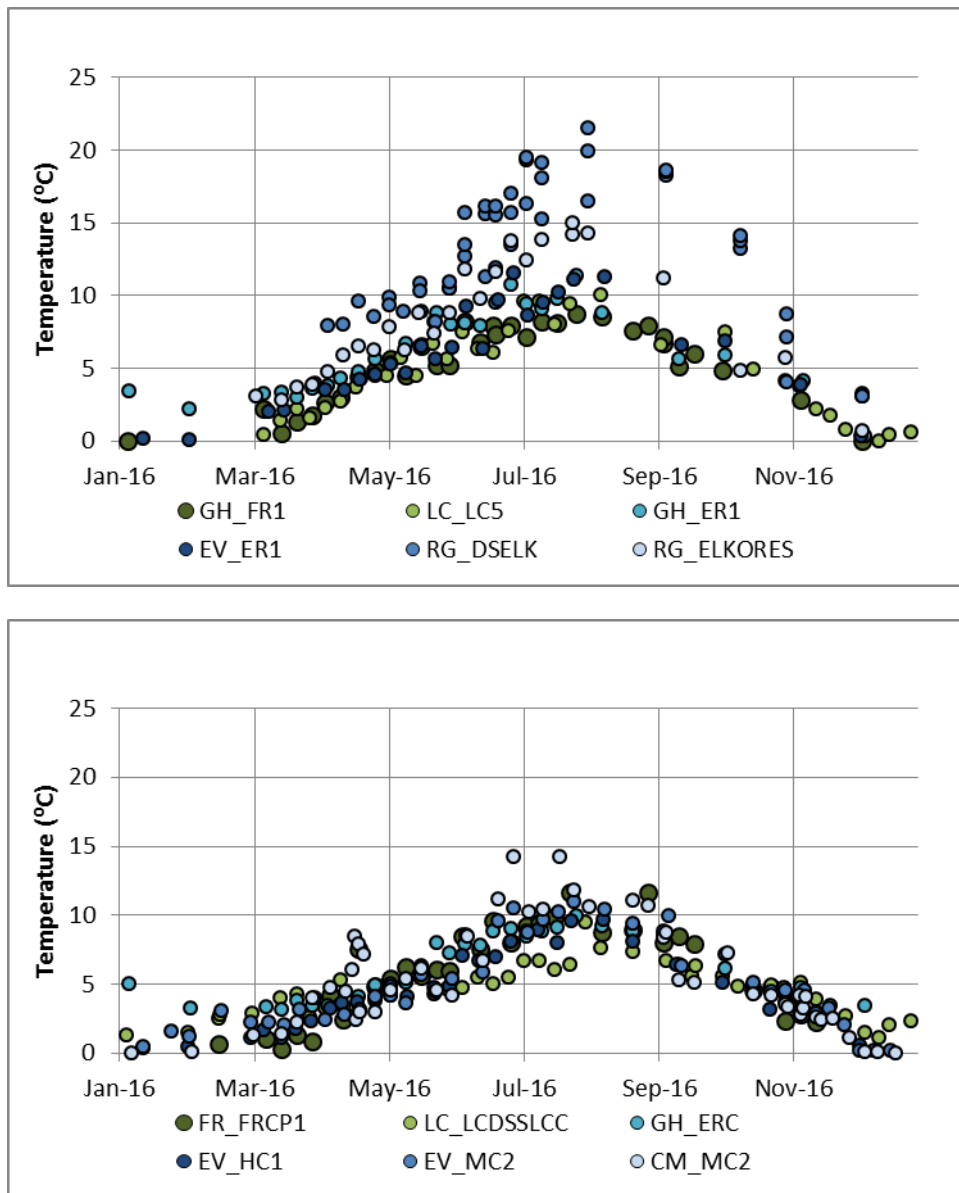 25
20
15
10
5
0
Temperature (⁰C)
Jan-16 Mar-16 May-16 Jul-16 Sep-16 Nov-16
GH_FR1 LC_LC5 GH_ER1
EV_ER1 RG_DSELK RG_ELKORES
25
20
15
10
5
0
Temperature (⁰C)
Jan-16 Mar-16 May-16 Jul-16 Sep-16 Nov-16
FR_FRCP1 LC_LCDSSLCC GH_ERC
EV_HC1 EV_MC2 CM_MC2